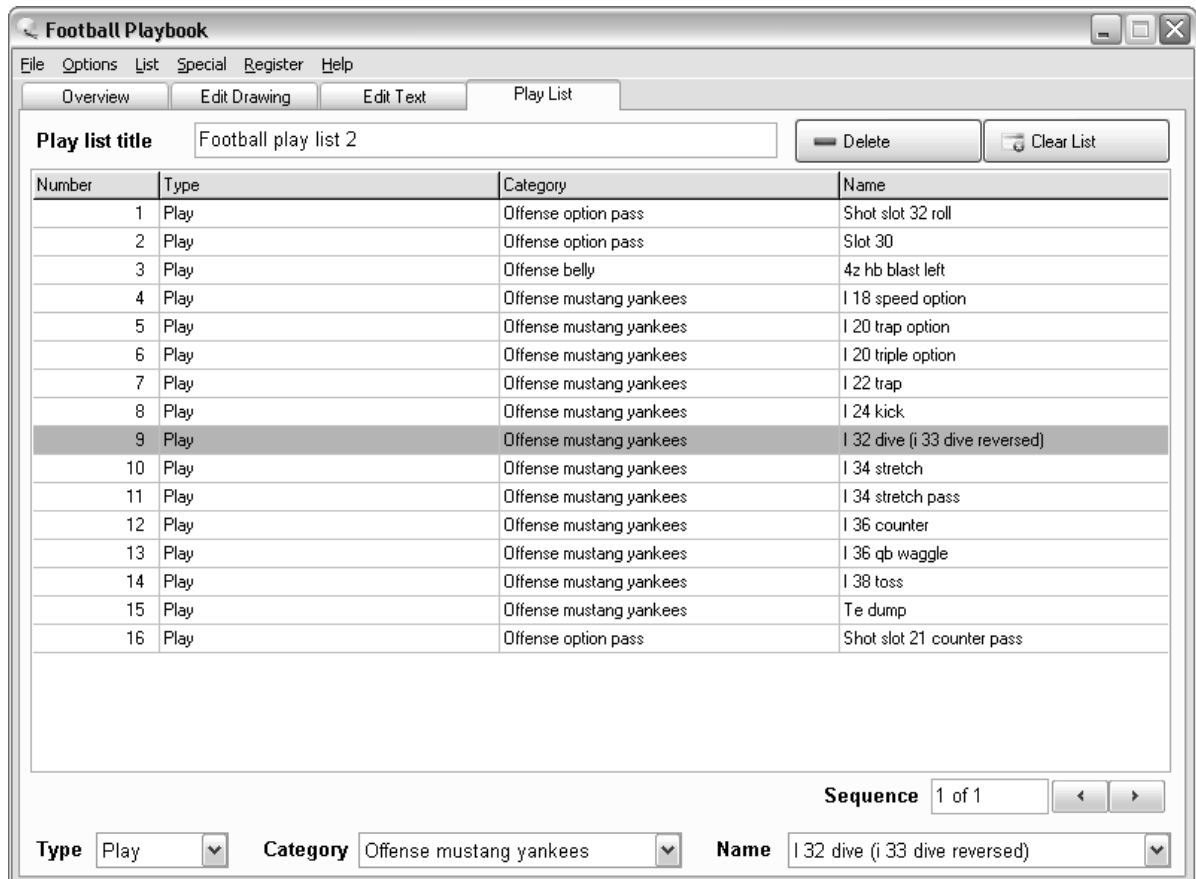 Football Playbook
File Options List Special Register Help
Overview Edit Drawing Edit Text Play List
Play list title Football play list 2 Delete Clear List
Number Type Category Name
1 Play Offense option pass Shot slot 32 roll
2 Play Offense option pass Slot 30
3 Play Offense belly 4z hb blast left
4 Play Offense mustang yankees I 18 speed option
5 Play Offense mustang yankees I 20 trap option
6 Play Offense mustang yankees I 20 triple option
7 Play Offense mustang yankees I 22 trap
8 Play Offense mustang yankees I 24 kick
9 Play Offense mustang yankees I 32 dive (i 33 dive reversed)
10 Play Offense mustang yankees I 34 stretch
11 Play Offense mustang yankees I 34 stretch pass
12 Play Offense mustang yankees I 36 counter
13 Play Offense mustang yankees I 36 qb waggle
14 Play Offense mustang yankees I 38 toss
15 Play Offense mustang yankees Te dump
16 Play Offense option pass Shot slot 21 counter pass
Sequence 1 of 1
Type Play Category Offense mustang yankees Name I 32 dive (i 33 dive reversed)